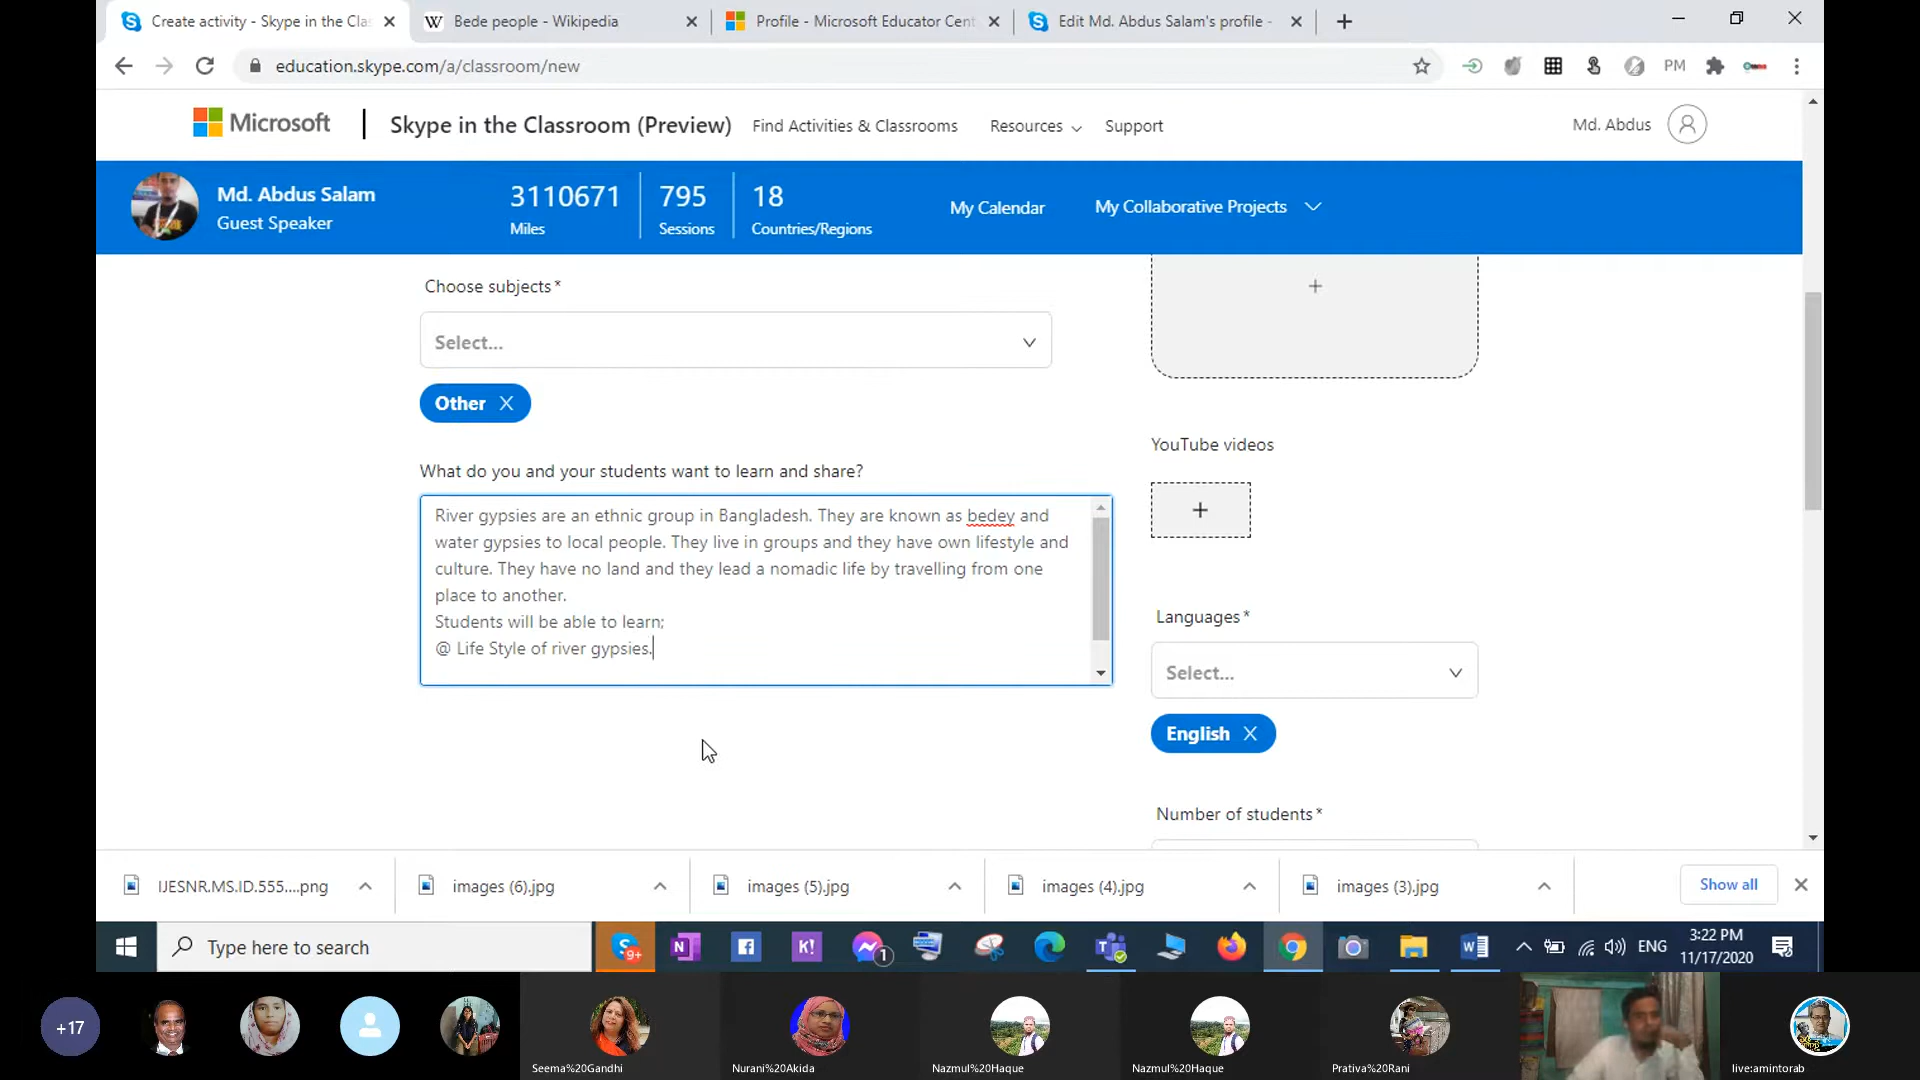 Create activity - Skype in the Clas
Bede people - Wikipedia
Profile - Microsoft Educator Cent
Edit Md. Abdus Salam's profile -
education.skype.com/a/classroom/new
PM
Microsoft
Skype in the Classroom (Preview)
Find Activities & Classrooms
Resources
Support
Md. Abdus
Md. Abdus Salam
Guest Speaker
3110671
Miles
795
Sessions
18
Countries/Regions
My Calendar
My Collaborative Projects
Choose subjects*
Select...
Other X
What do you and your students want to learn and share?
River gypsies are an ethnic group in Bangladesh. They are known as bedey and
water gypsies to local people. They live in groups and they have own lifestyle and
culture. They have no land and they lead a nomadic life by travelling from one
place to another.
Students will be able to learn;
@ Life Style of river gypsies.
YouTube videos
Languages*
Select...
English X
Number of students*
IJESNR.MS.ID.555....png
images (6).jpg
images (5).jpg
images (4).jpg
images (3).jpg
Show all
Type here to search
9+
K!
1
ENG
3:22 PM
11/17/2020
+17
Seema%20Gandhi
Nurani%20Akida
Nazmul%20Haque
Nazmul%20Haque
Prativa%20Rani
live:amintorab